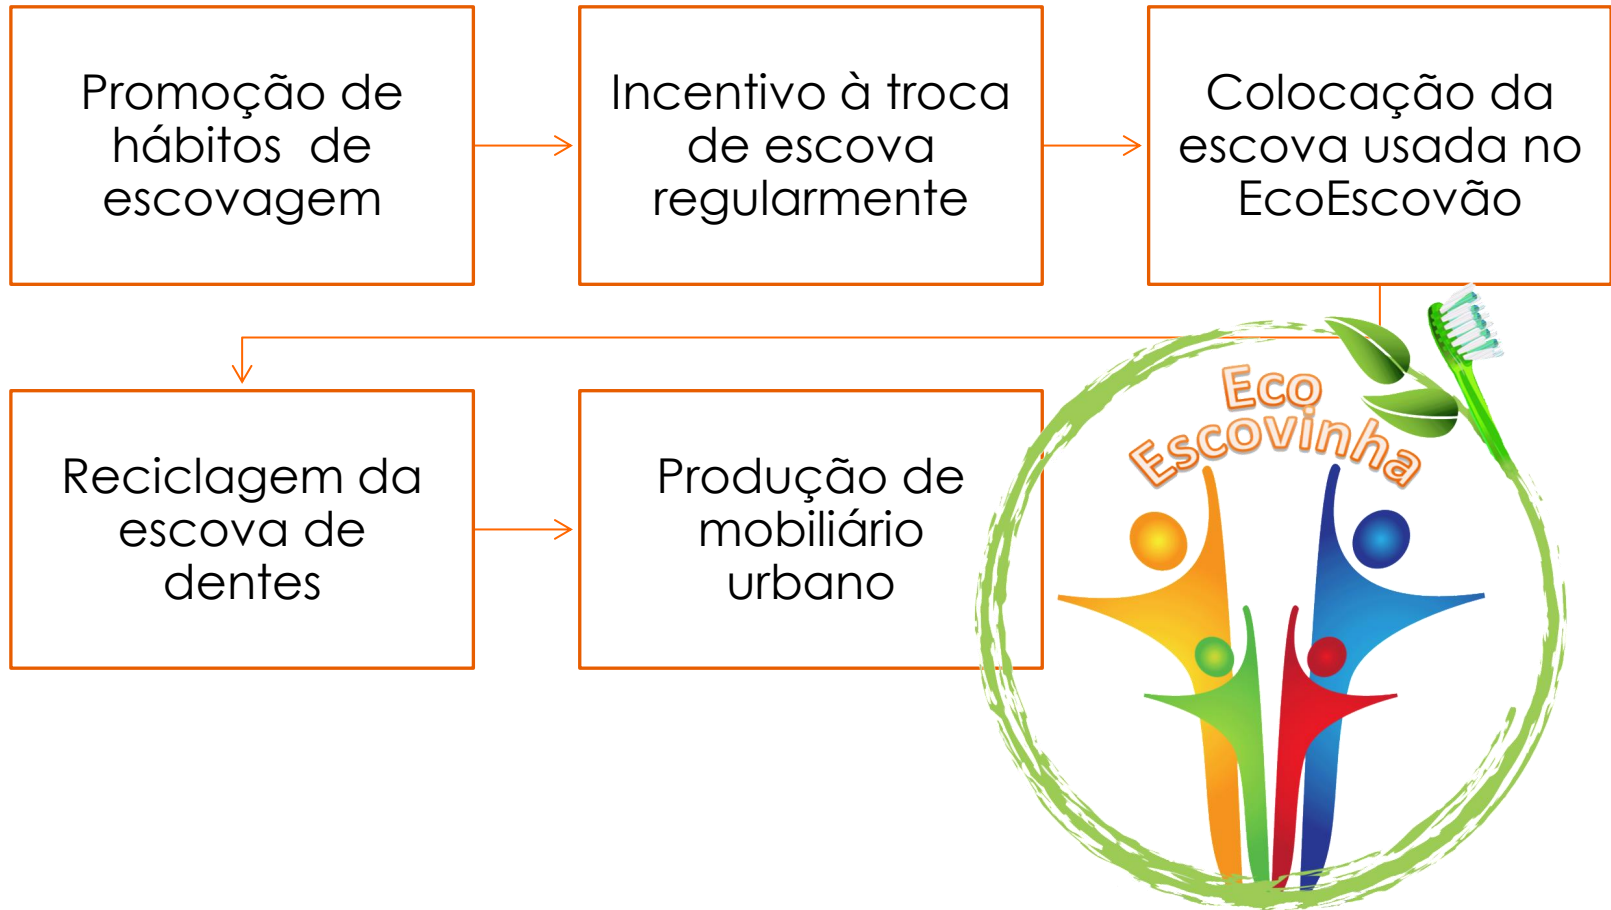 Promoção de
hábitos  de
escovagem
Incentivo à troca
de escova
regularmente
Colocação da
escova usada no
EcoEscovão
Reciclagem da
escova de
dentes
Produção de
mobiliário
urbano
Eco
Escovinha